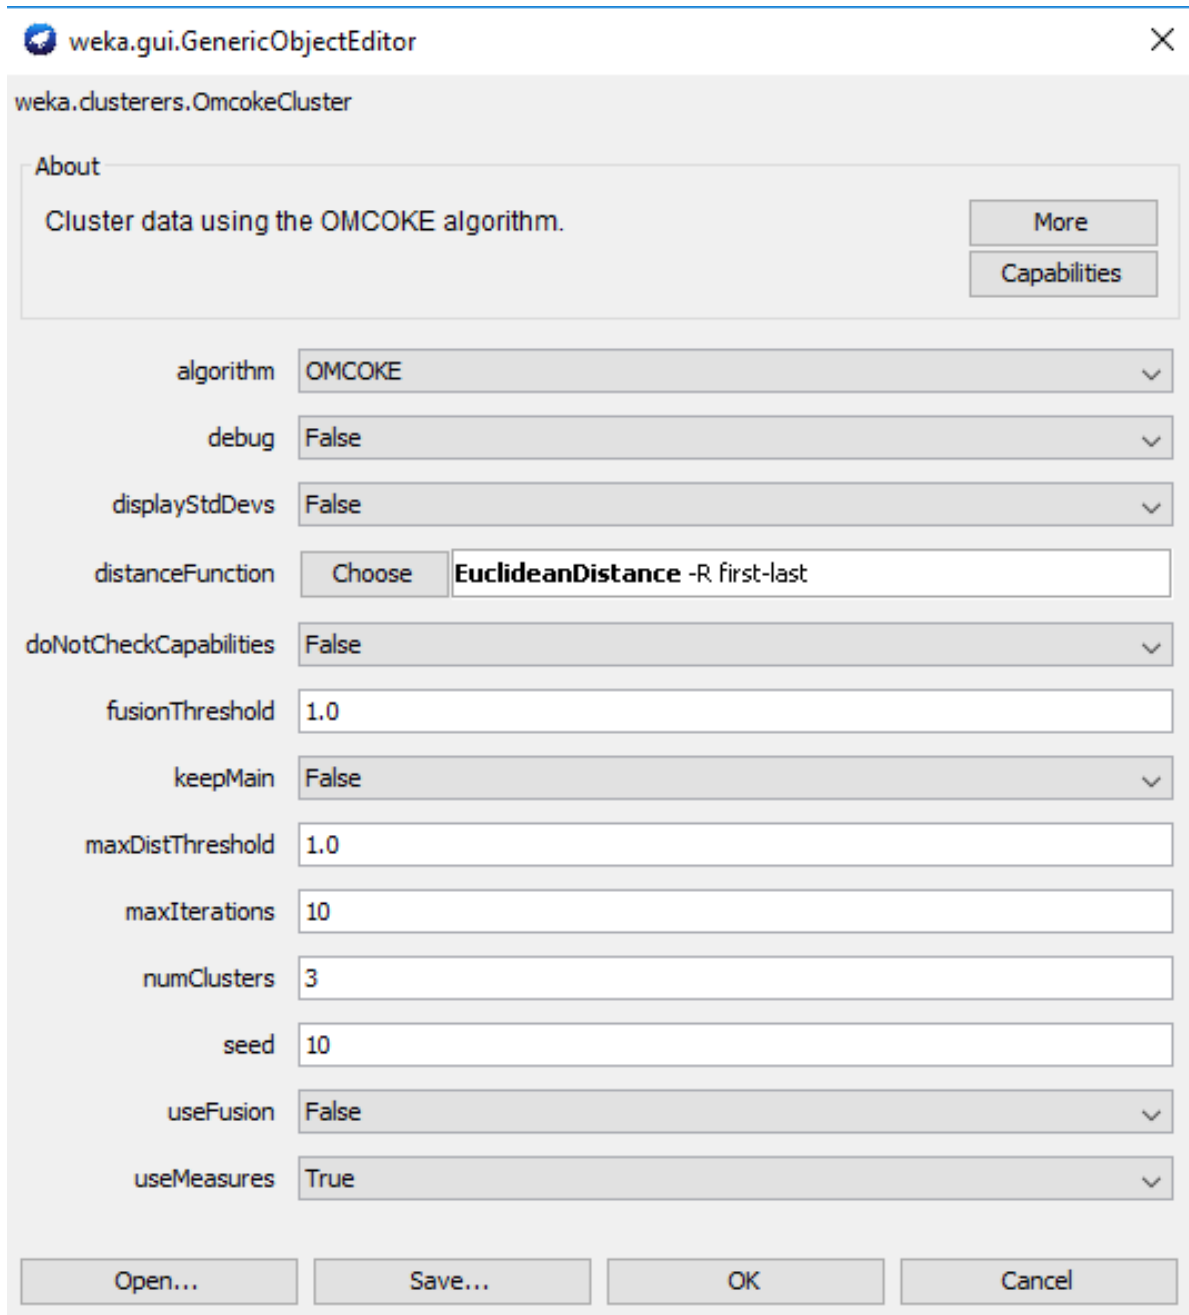 weka.gui.GenericObjectEditor
weka.clusterers.OmcokeCluster
About
Cluster data using the OMCOKE algorithm.
More
Capabilities
algorithm OMCOKE
debug False
displayStdDevs False
distanceFunction Choose EuclideanDistance -R first-last
doNotCheckCapabilities False
fusionThreshold 1.0
keepMain False
maxDistThreshold 1.0
maxIterations 10
numClusters 3
seed 10
useFusion False
useMeasures True
Open... Save... OK Cancel